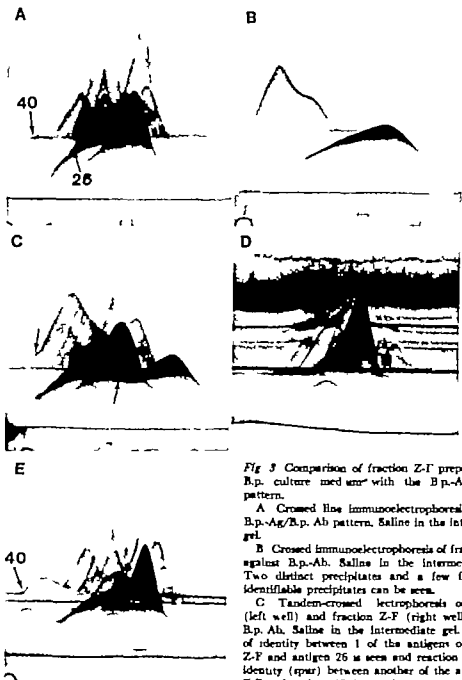 A
B
40
26
C
D
E
40
Fig 3 Comparison of fraction Z-F prep
B.p. culture medium with the B.p.-A
pattern.
A Crossed line immunoelectrophoresi
B.p.-Ag/B.p. Ab pattern. Saline in the int
gel.
B Crossed immunoelectrophoresis of fra
against B.p.-Ab. Saline in the interme
Two distinct precipitates and a few f
identifiable precipitates can be seen.
C Tandem-crossed lectrophoresis o
(left well) and fraction Z-F (right well
B.p. Ab. Saline in the intermediate gel.
of identity between 1 of the antigens o
Z-F and antigen 26 is seen and reaction
identity (spur) between another of the a